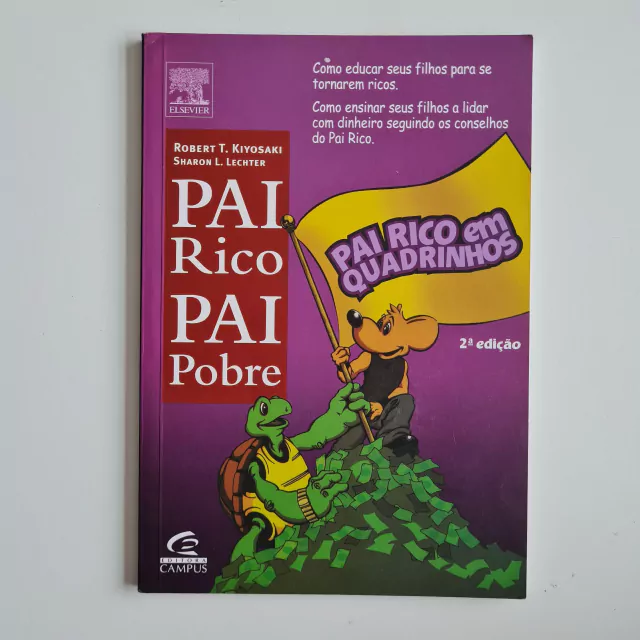 ELSEVIER
Como educar seus filhos para se
tornarem ricos.
Como ensinar seus filhos a lidar
com dinheiro seguindo os conselhos
do Pai Rico.
ROBERT T. KIYOSAKI
SHARON L. LECHTER
PAI
Rico
PAI
Pobre
PAI RICO em
QUADRINHOS
2ª edição
EDITORA
CAMPUS